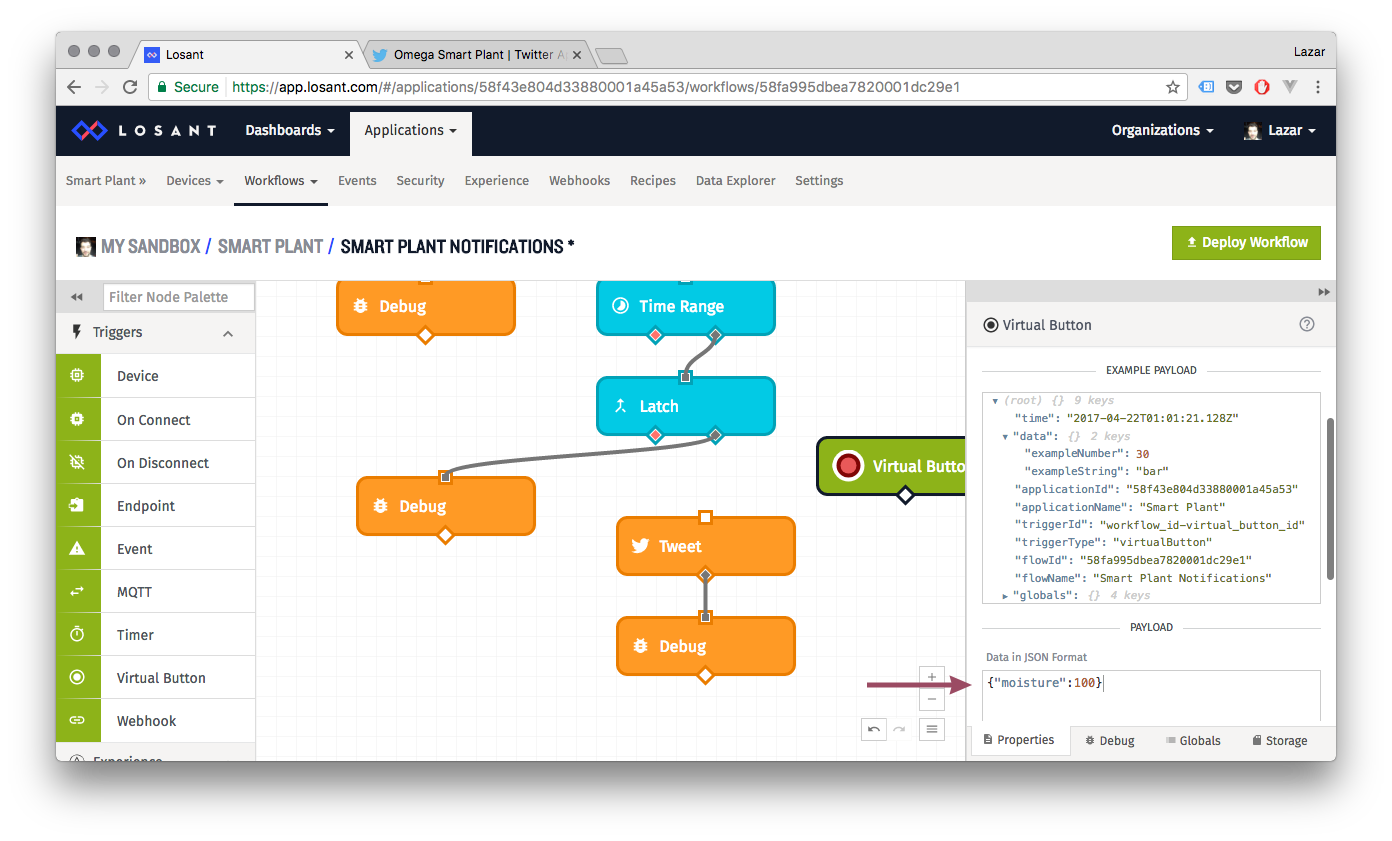 Losant
Omega Smart Plant | Twitter A
Lazar
Secure https://app.losant.com/#/applications/58f43e804d33880001a45a53/workflows/58fa995dbea7820001dc29e1
LOSANT Dashboards Applications Organizations Lazar
Smart Plant » Devices Workflows Events Security Experience Webhooks Recipes Data Explorer Settings
MY SANDBOX / SMART PLANT / SMART PLANT NOTIFICATIONS *
Deploy Workflow
Filter Node Palette
Triggers
Device
On Connect
On Disconnect
Endpoint
Event
MQTT
Timer
Virtual Button
Webhook
Experience
Debug
Time Range
Latch
Virtual Butto
Debug
Tweet
Debug
Virtual Button
EXAMPLE PAYLOAD
(root) {} 9 keys
"time": "2017-04-22T01:01:21.128Z"
"data": {} 2 keys
"exampleNumber": 30
"exampleString": "bar"
"applicationId": "58f43e804d33880001a45a53"
"applicationName": "Smart Plant"
"triggerId": "workflow_id-virtual_button_id"
"triggerType": "virtualButton"
"flowId": "58fa995dbea7820001dc29e1"
"flowName": "Smart Plant Notifications"
"globals": {} 4 keys
PAYLOAD
Data in JSON Format
{"moisture":100}
Properties Debug Globals Storage